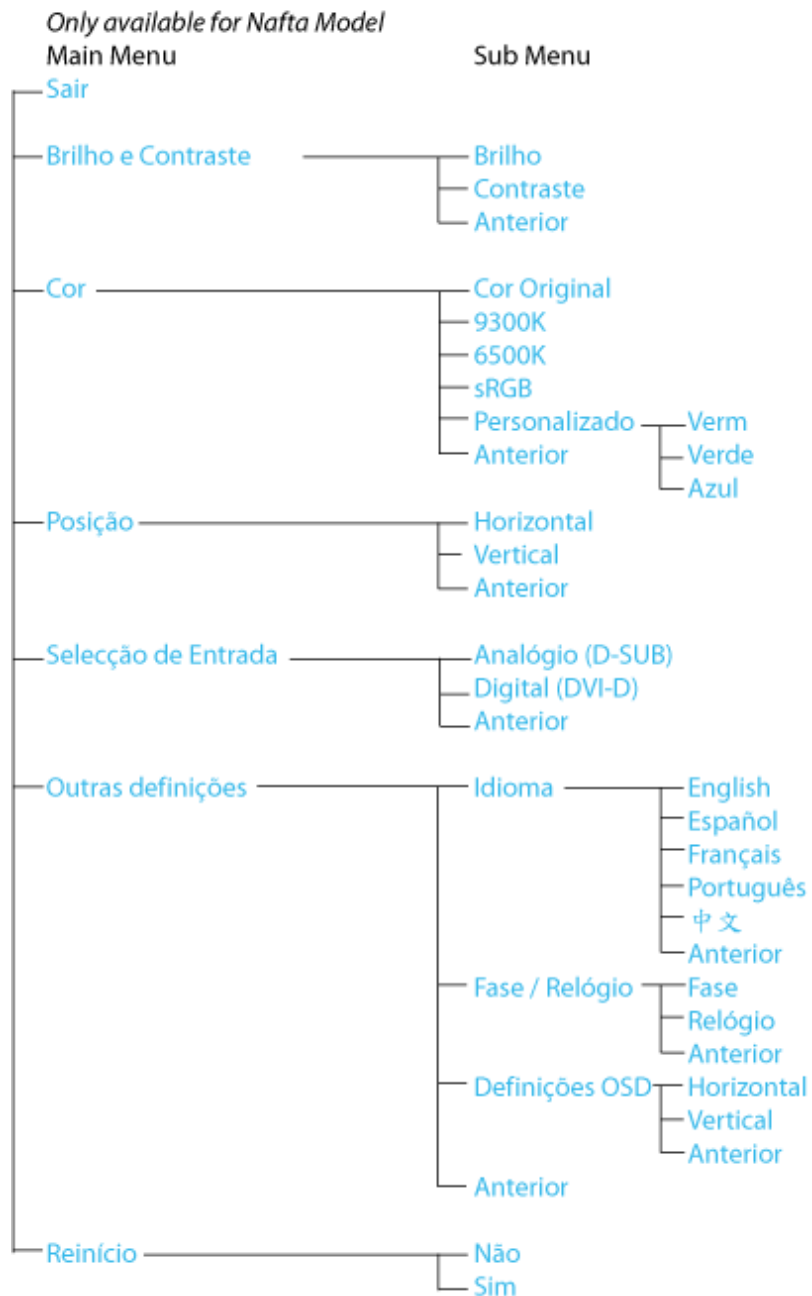 Only available for Nafta Model
Main Menu Sub Menu
Sair
Brilho e Contraste Brilho
Contraste
Anterior
Cor Cor Original
9300K
6500K
sRGB
Personalizado Verm
Anterior Verde
Azul
Posição Horizontal
Vertical
Anterior
Selecção de Entrada Analógio (D-SUB)
Digital (DVI-D)
Anterior
Outras definições Idioma English
Español
Français
Português
中文
Anterior
Fase / Relógio Fase
Relógio
Anterior
Definições OSD Horizontal
Vertical
Anterior
Anterior
Reinício Não
Sim